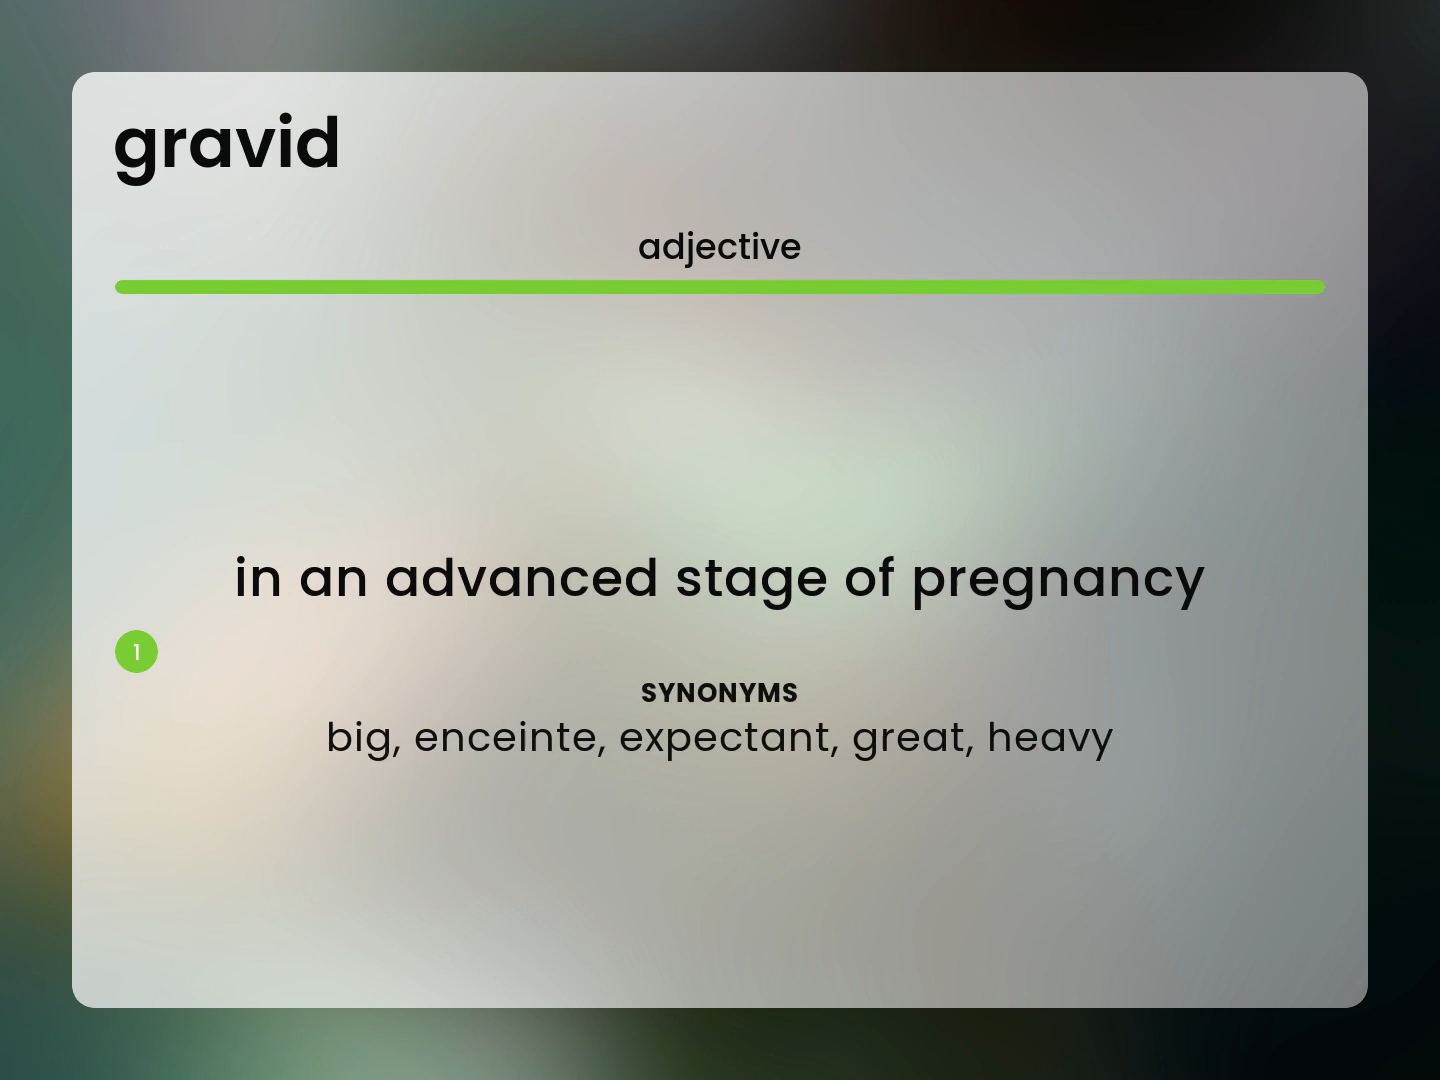 gravid
adjective
in an advanced stage of pregnancy
1
SYNONYMS
big, enceinte, expectant, great, heavy